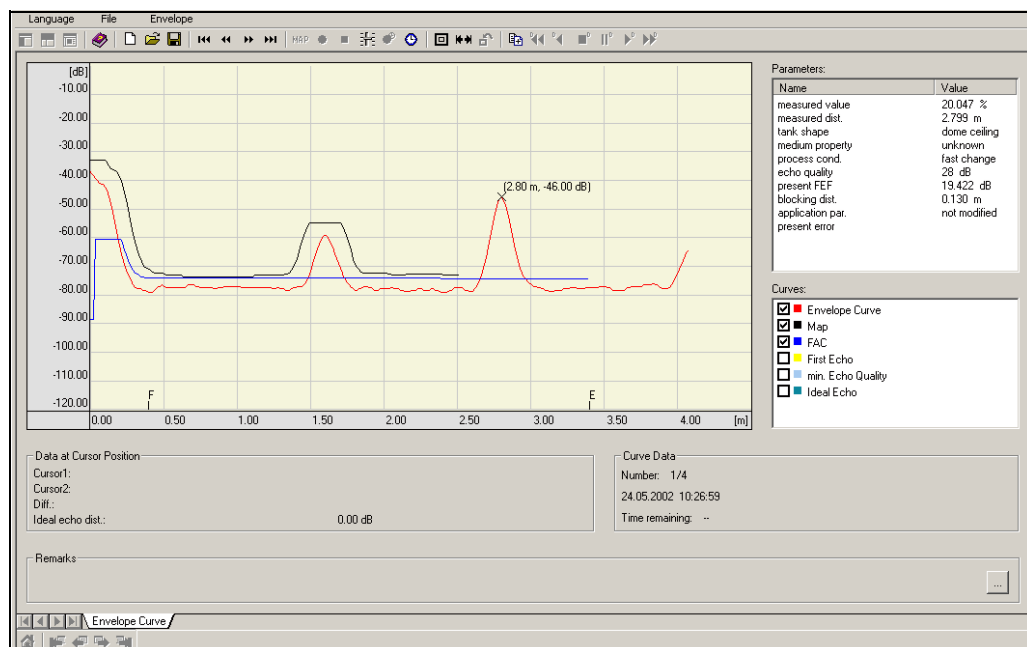 Language File Envelope
MAP
[dB]
-10.00
-20.00
-30.00
-40.00
-50.00
-60.00
-70.00
-80.00
-90.00
-100.00
-110.00
-120.00
(2.80 m, -46.00 dB)
F
E
0.00 0.50 1.00 1.50 2.00 2.50 3.00 3.50 4.00 [m]
Parameters:
Name Value
measured value 20.047 %
measured dist. 2.799 m
tank shape dome ceiling
medium property unknown
process cond. fast change
echo quality 28 dB
present FEF 19.422 dB
blocking dist. 0.130 m
application par. not modified
present error
Curves:
Envelope Curve
Map
FAC
First Echo
min. Echo Quality
Ideal Echo
Data at Cursor Position
Cursor1:
Cursor2:
Diff.:
Ideal echo dist.: 0.00 dB
Curve Data
Number: 1/4
24.05.2002 10:26:59
Time remaining: --
Remarks
...
Envelope Curve